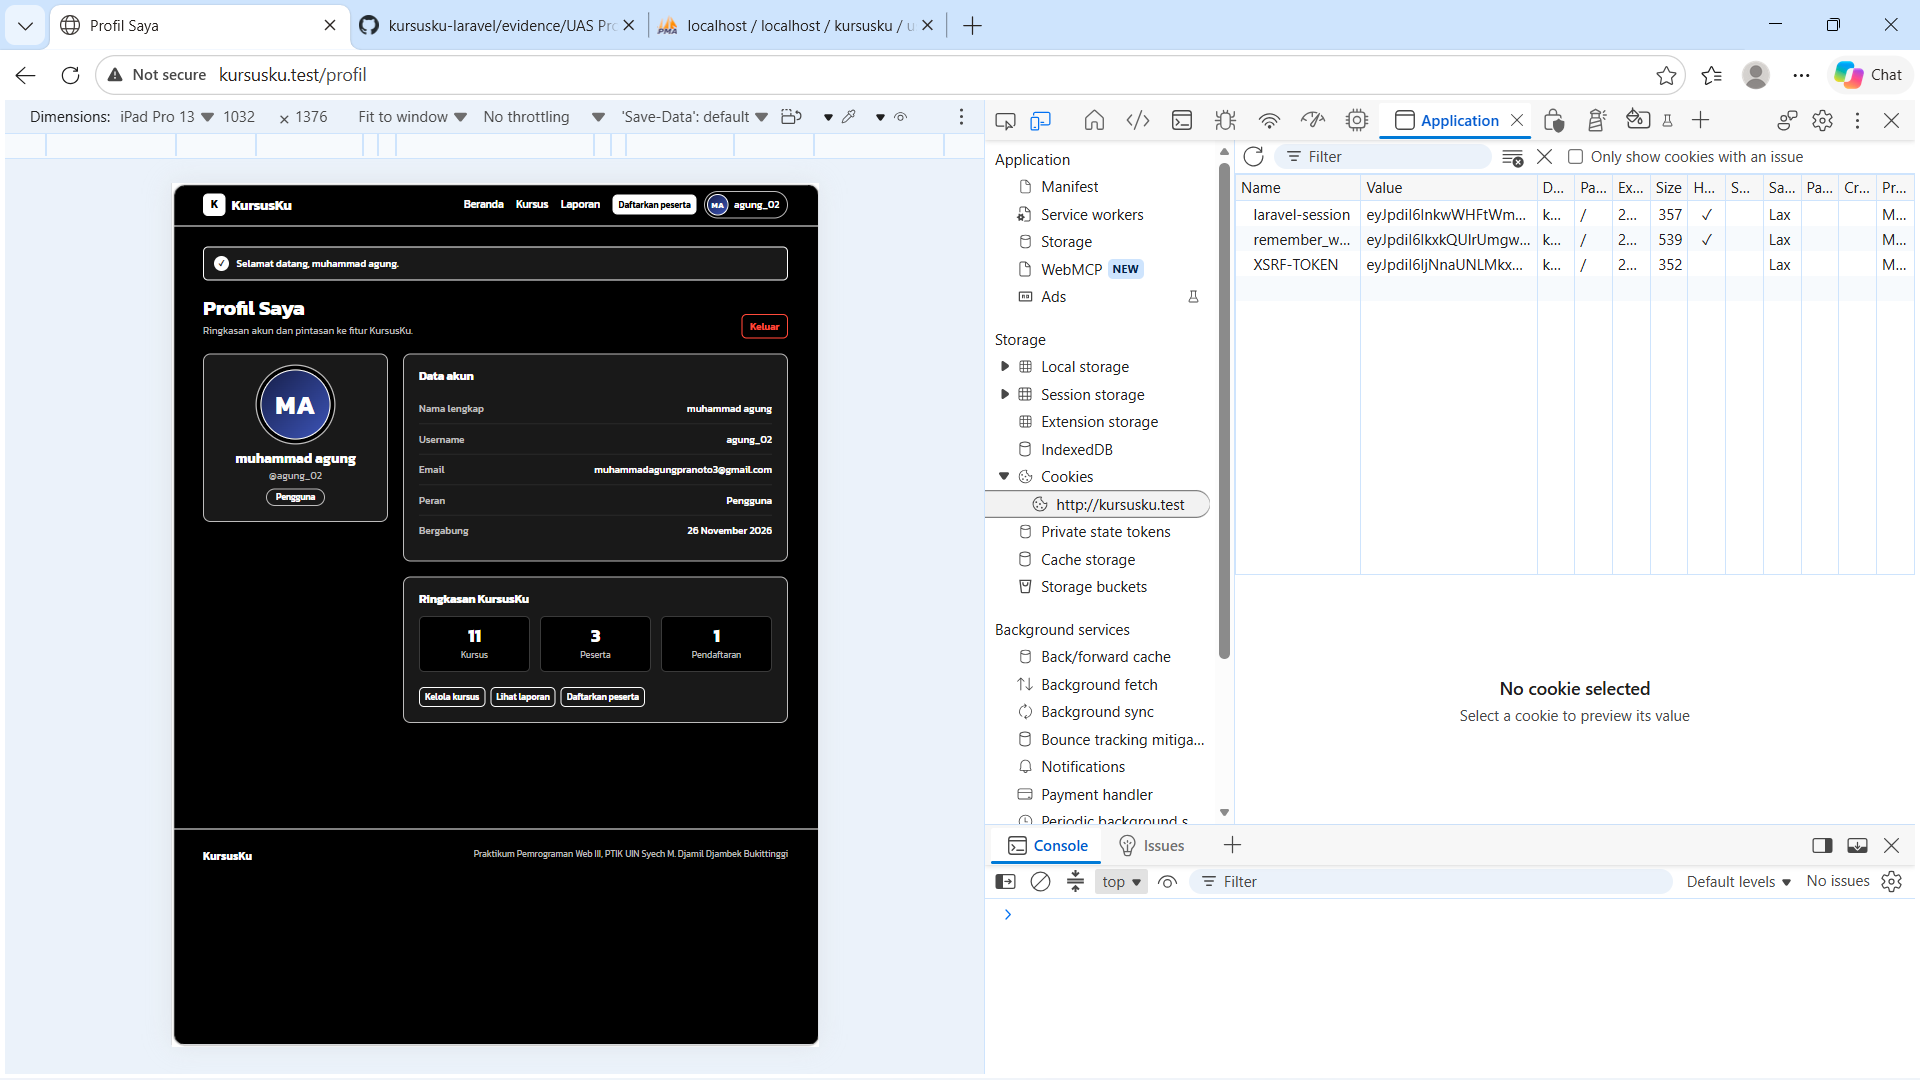 Profil Saya
kursusku-laravel/evidence/UAS Pro
localhost / localhost / kursusku / u
Not secure kursusku.test/profil
Chat
Dimensions: iPad Pro 13 1032 × 1376 Fit to window No throttling 'Save-Data': default
K KursusKu Beranda Kursus Laporan Daftarkan peserta MA agung_02
Selamat datang, muhammad agung.
Profil Saya
Ringkasan akun dan pintasan ke fitur KursusKu.
Keluar
MA
muhammad agung
@agung_02
Pengguna
Data akun
Nama lengkap muhammad agung
Username agung_02
Email muhammadagungpranoto3@gmail.com
Peran Pengguna
Bergabung 26 November 2026
Ringkasan KursusKu
11 Kursus
3 Peserta
1 Pendaftaran
Kelola kursus Lihat laporan Daftarkan peserta
KursusKu Praktikum Pemrograman Web III, PTIK UIN Syech M. Djamil Djambek Bukittinggi
Application
Application
Manifest
Service workers
Storage
WebMCP NEW
Ads
Storage
Local storage
Session storage
Extension storage
IndexedDB
Cookies
http://kursusku.test
Private state tokens
Cache storage
Storage buckets
Background services
Back/forward cache
Background fetch
Background sync
Bounce tracking mitiga...
Notifications
Payment handler
Filter Only show cookies with an issue
Name Value D... Pa... Ex... Size H... S... Sa... Pa... Cr... Pr...
laravel-session k... / 2... 357 ✓ Lax M...
remember_w... k... / 2... 539 ✓ Lax M...
XSRF-TOKEN k... / 2... 352 Lax M...
No cookie selected
Select a cookie to preview its value
Console Issues
top Filter Default levels No issues